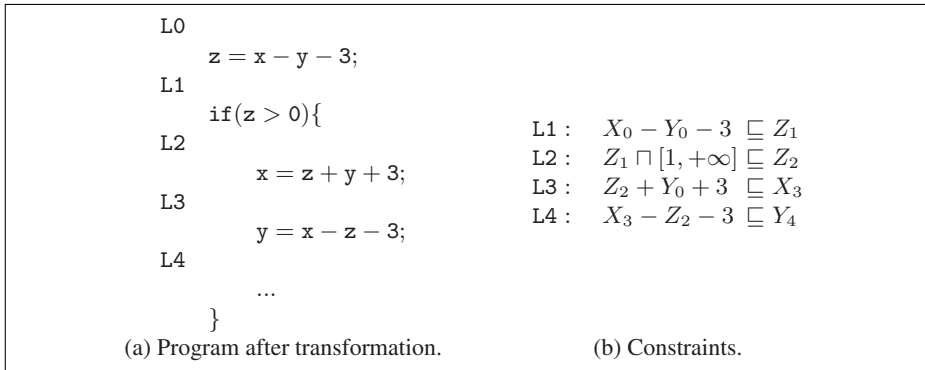 L0
z = x − y − 3;
L1
if(z > 0){
L2
x = z + y + 3;
L3
y = x − z − 3;
L4
...
}
(a) Program after transformation.
L1 : X₀ − Y₀ − 3 ⊑ Z₁
L2 : Z₁ ⊓ [1, +∞] ⊑ Z₂
L3 : Z₂ + Y₀ + 3 ⊑ X₃
L4 : X₃ − Z₂ − 3 ⊑ Y₄
(b) Constraints.